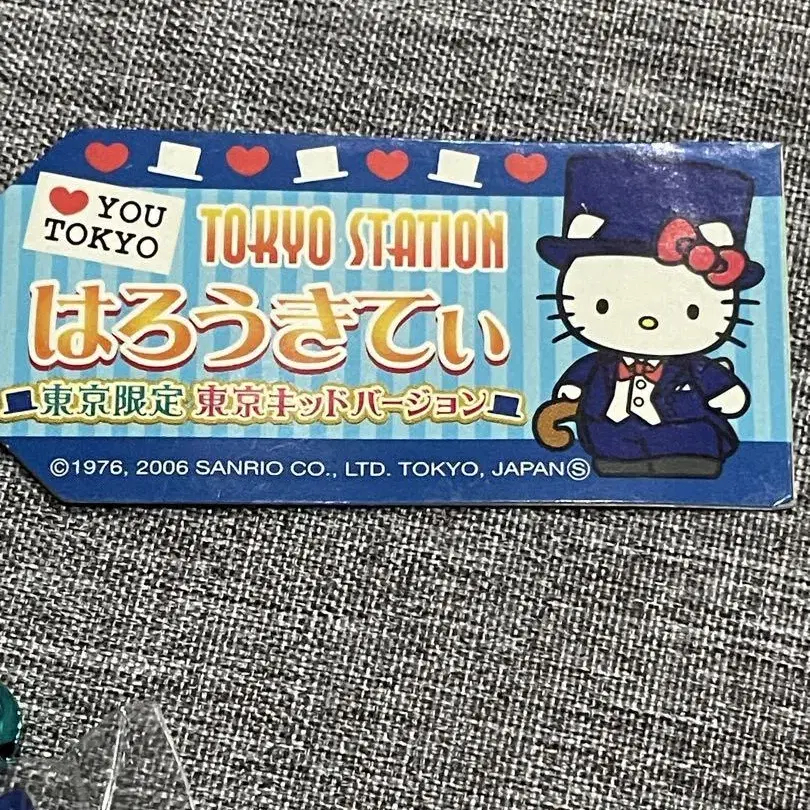 ♥ YOU
TOKYO
TOKYO STATION
はろうきてぃ
東京限定 東京キッドバージョン
©1976, 2006 SANRIO CO., LTD. TOKYO, JAPAN Ⓢ